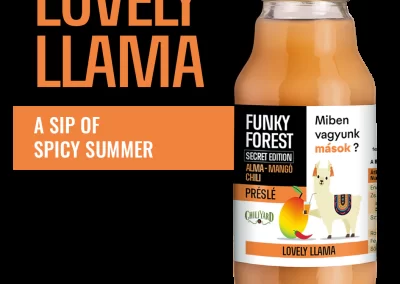 LOVELY
LLAMA
A SIP OF
SPICY SUMMER
FUNKY
FOREST
SECRET EDITION
ALMA-MANGÓ
CHILI
PRÉSLÉ
CHILIYARD
LOVELY LLAMA
Miben
vagyunk
mások?